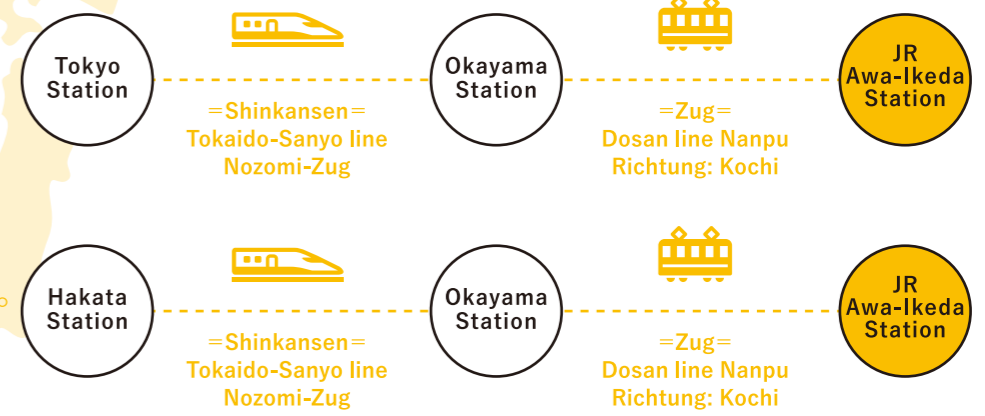 Tokyo
Station
Okayama
Station
JR
Awa-Ikeda
Station
=Shinkansen=
Tokaido-Sanyo line
Nozomi-Zug
=Zug=
Dosan line Nanpu
Richtung: Kochi
Hakata
Station
Okayama
Station
JR
Awa-Ikeda
Station
=Shinkansen=
Tokaido-Sanyo line
Nozomi-Zug
=Zug=
Dosan line Nanpu
Richtung: Kochi